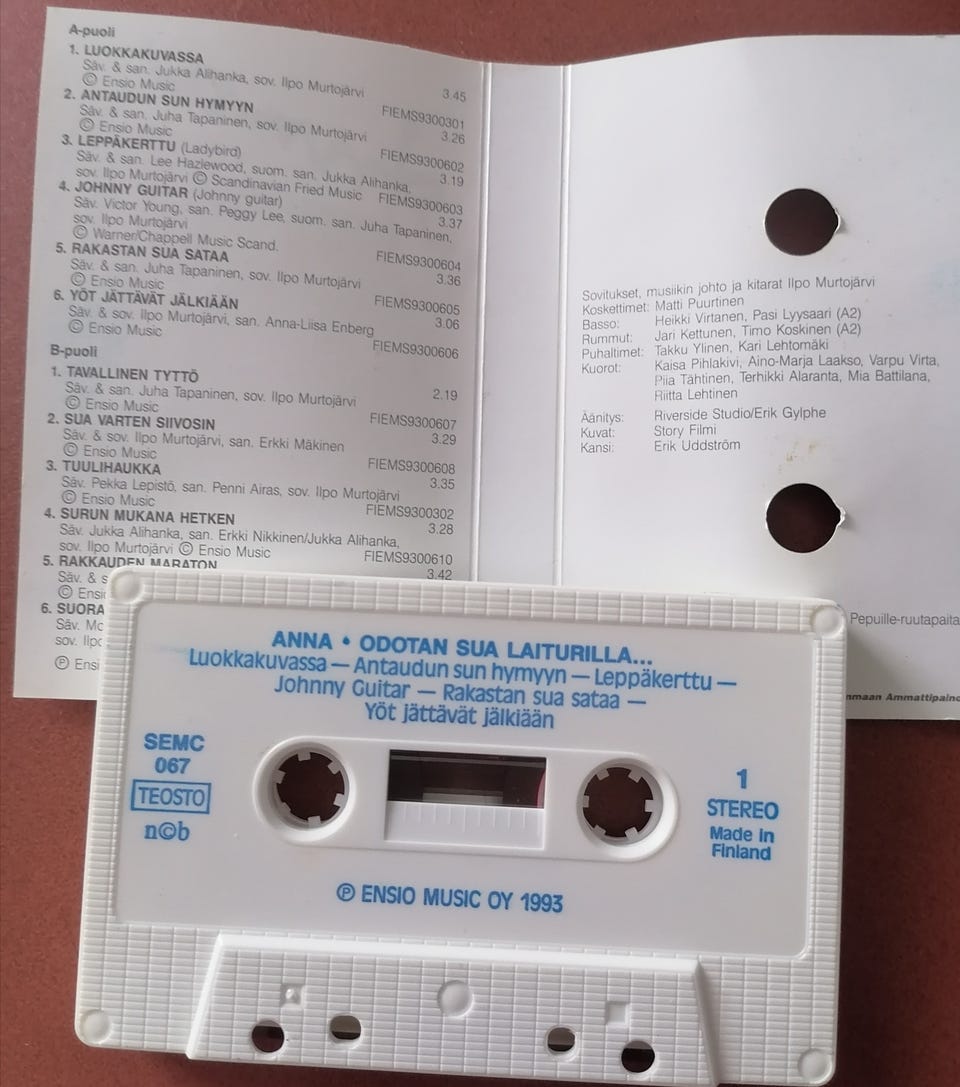 A-puoli
1. LUOKKAKUVASSA
Säv. & san. Jukka Alihanka, sov. Ilpo Murtojärvi 3.45
© Ensio Music FIEMS9300301
2. ANTAUDUN SUN HYMYYN 3.26
Säv. & san. Juha Tapaninen, sov. Ilpo Murtojärvi
© Ensio Music FIEMS9300602
3. LEPPÄKERTTU (Ladybird) 3.19
Säv. & san. Lee Hazlewood, suom. san. Jukka Alihanka,
sov. Ilpo Murtojärvi © Scandinavian Fried Music FIEMS9300603
4. JOHNNY GUITAR (Johnny guitar) 3.37
Säv. Victor Young, san. Peggy Lee, suom. san. Juha Tapaninen,
sov. Ilpo Murtojärvi
© Warner/Chappell Music Scand. FIEMS9300604
5. RAKASTAN SUA SATAA 3.36
Säv. & san. Juha Tapaninen, sov. Ilpo Murtojärvi
© Ensio Music FIEMS9300605
6. YÖT JÄTTÄVÄT JÄLKIÄÄN 3.06
Säv. & sov. Ilpo Murtojärvi, san. Anna-Liisa Enberg
© Ensio Music FIEMS9300606
B-puoli
1. TAVALLINEN TYTTÖ 2.19
Säv. & san. Juha Tapaninen, sov. Ilpo Murtojärvi
© Ensio Music FIEMS9300607
2. SUA VARTEN SIIVOSIN 3.29
Säv. & sov. Ilpo Murtojärvi, san. Erkki Mäkinen
© Ensio Music FIEMS9300608
3. TUULIHAUKKA 3.35
Säv. Pekka Lepistö, san. Penni Airas, sov. Ilpo Murtojärvi
© Ensio Music FIEMS9300302
4. SURUN MUKANA HETKEN 3.28
Säv. Jukka Alihanka, san. Erkki Nikkinen/Jukka Alihanka,
sov. Ilpo Murtojärvi © Ensio Music FIEMS9300610
5. RAKKAUDEN MARATON 3.42
Säv. & s
© Ensi
6. SUORA
Säv. Mc
sov. Ilpo
℗ Ensi
Sovitukset, musiikin johto ja kitarat Ilpo Murtojärvi
Koskettimet: Matti Puurtinen
Basso: Heikki Virtanen, Pasi Lyysaari (A2)
Rummut: Jari Kettunen, Timo Koskinen (A2)
Puhaltimet: Takku Ylinen, Kari Lehtomäki
Kuorot: Kaisa Pihlakivi, Aino-Marja Laakso, Varpu Virta,
Piia Tähtinen, Terhikki Alaranta, Mia Battilana,
Riitta Lehtinen
Äänitys: Riverside Studio/Erik Gylphe
Kuvat: Story Filmi
Kansi: Erik Uddström
Pepuille-ruutapaita
nmaan Ammattipaino
ANNA • ODOTAN SUA LAITURILLA...
Luokkakuvassa — Antaudun sun hymyyn — Leppäkerttu —
Johnny Guitar — Rakastan sua sataa —
Yöt jättävät jälkiään
SEMC
067
TEOSTO
n©b
1
STEREO
Made in
Finland
℗ ENSIO MUSIC OY 1993